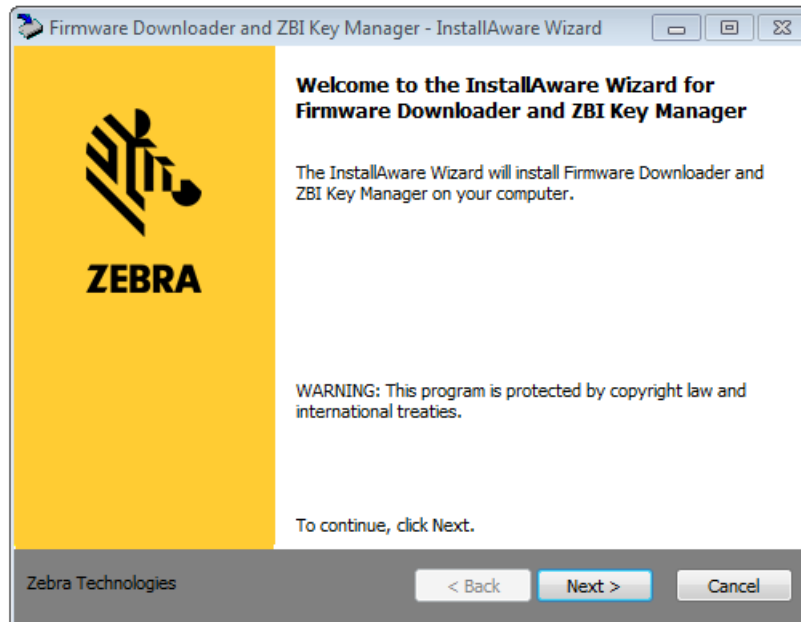 Firmware Downloader and ZBI Key Manager - InstallAware Wizard
Welcome to the InstallAware Wizard for
Firmware Downloader and ZBI Key Manager
The InstallAware Wizard will install Firmware Downloader and
ZBI Key Manager on your computer.
ZEBRA
WARNING: This program is protected by copyright law and
international treaties.
To continue, click Next.
Zebra Technologies
< Back
Next >
Cancel